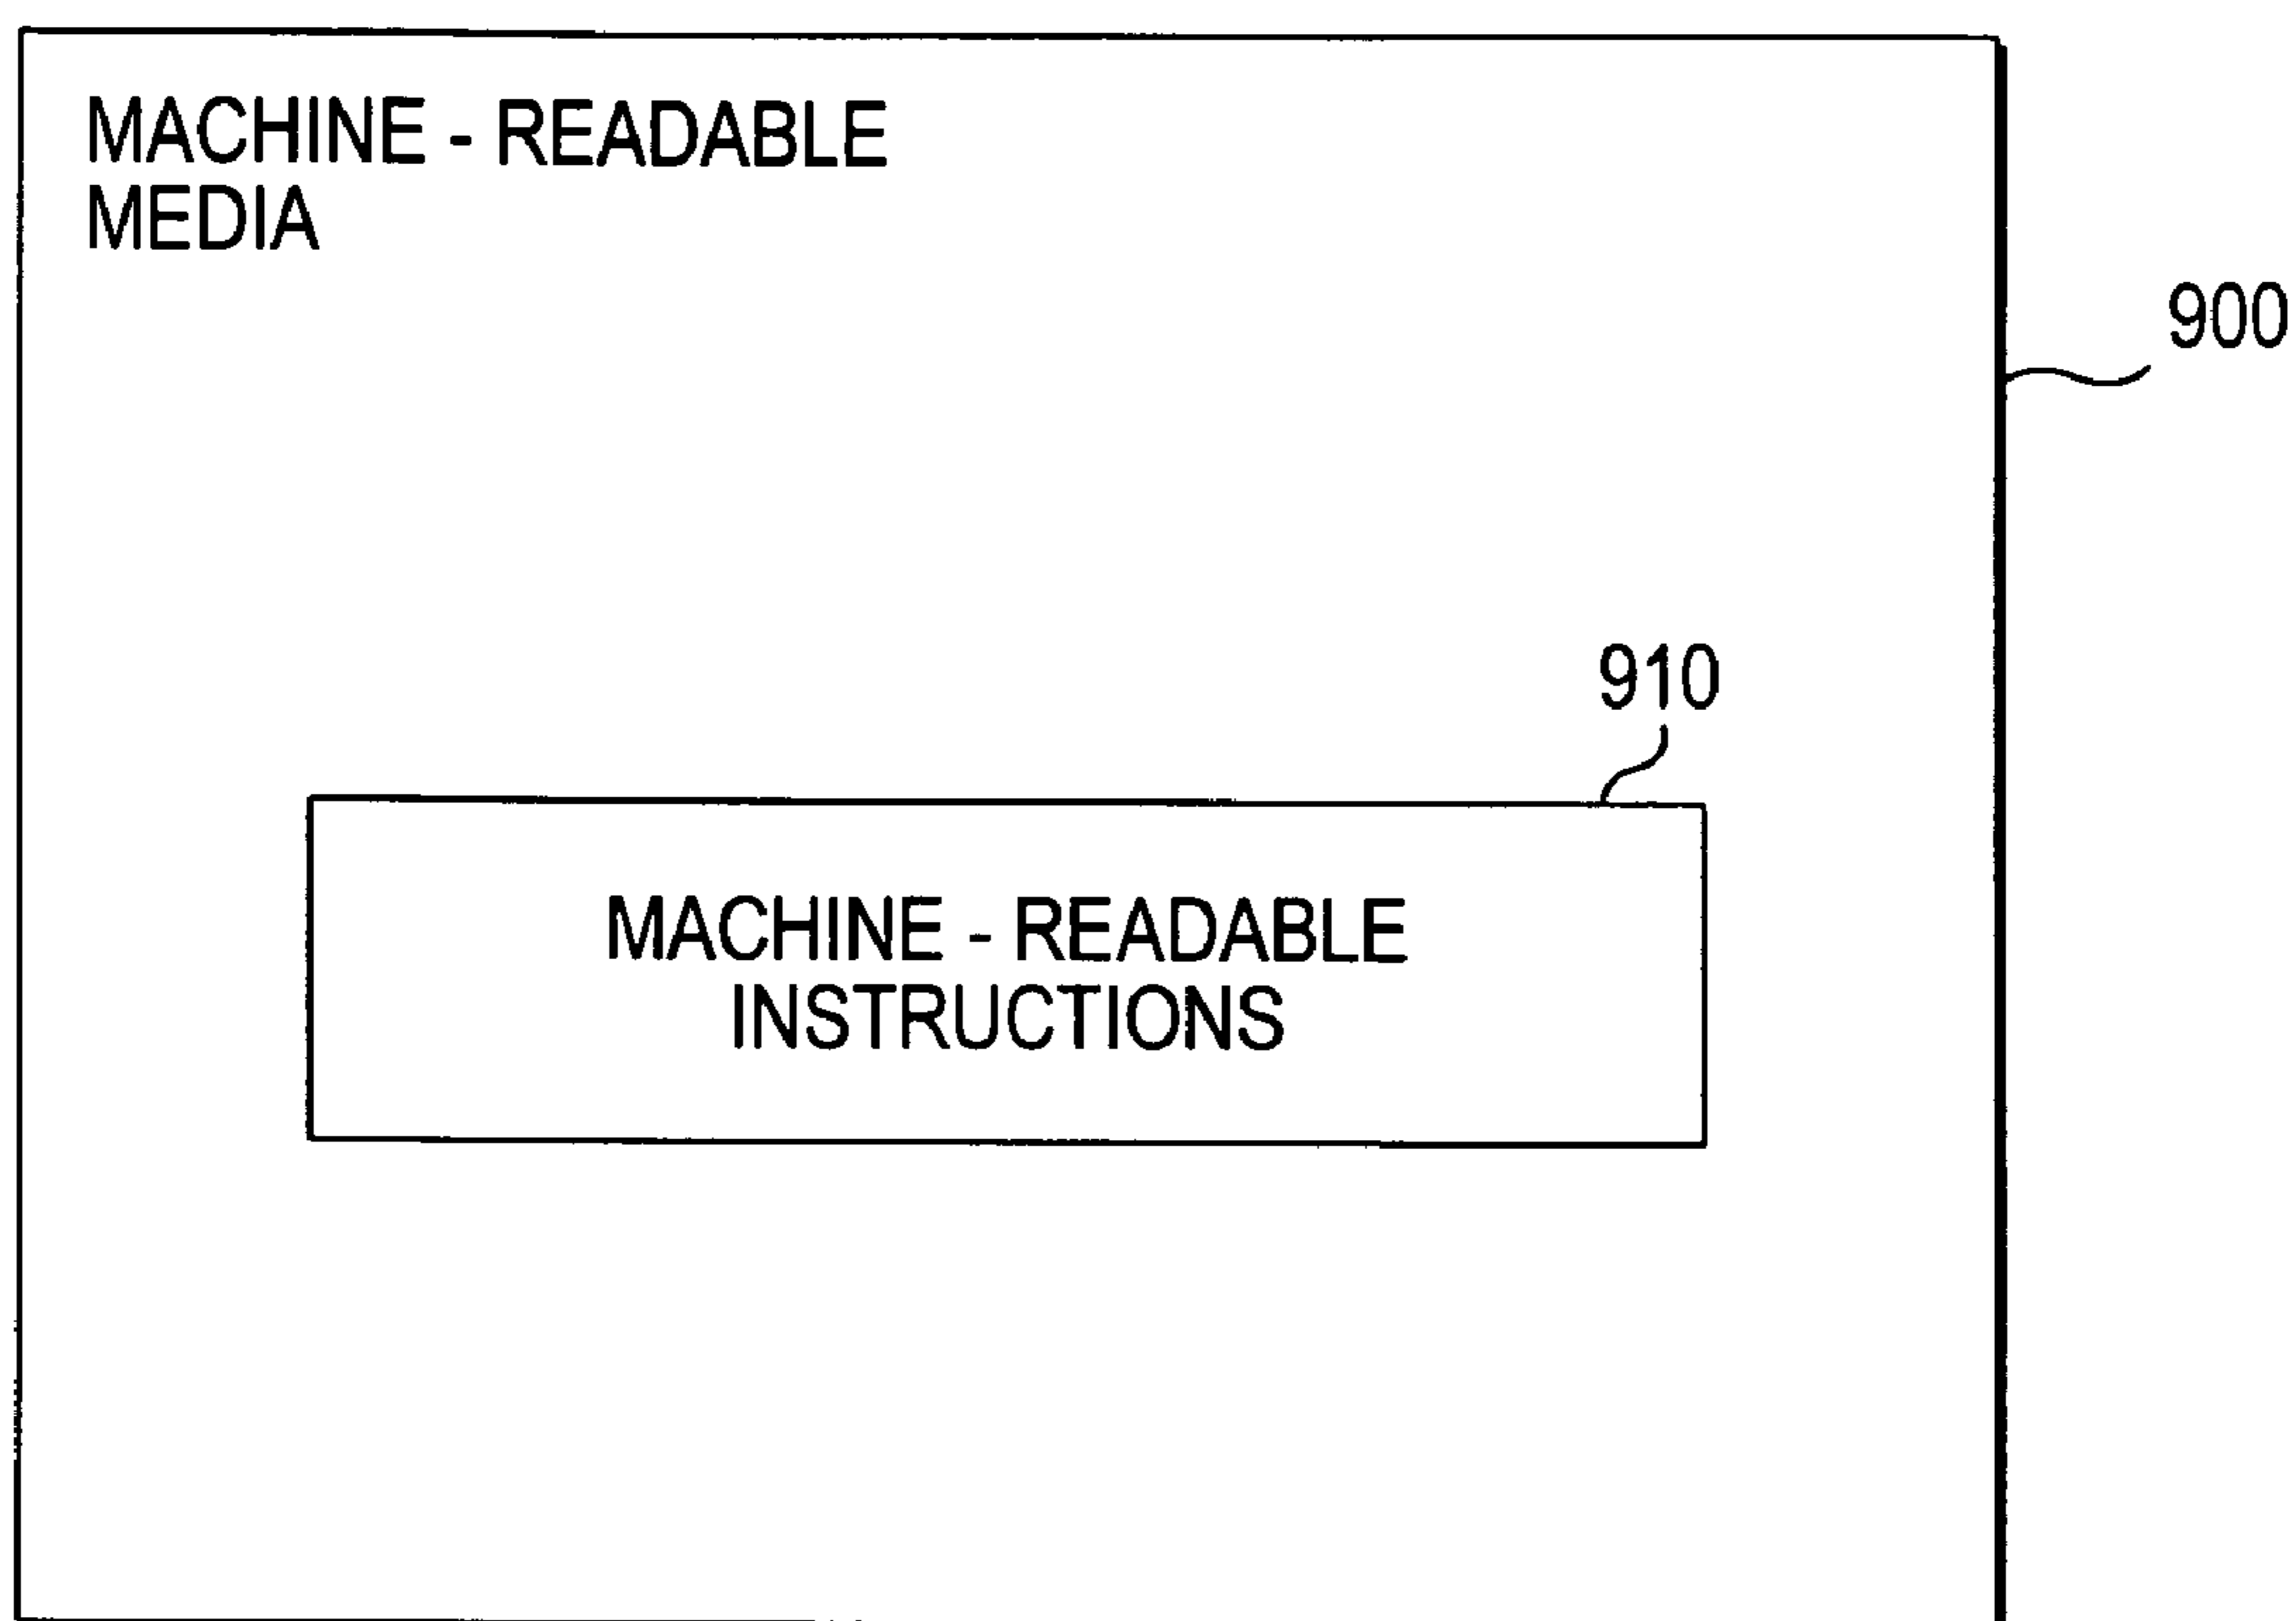 MACHINE - READABLE
MEDIA
900
910
MACHINE - READABLE
INSTRUCTIONS